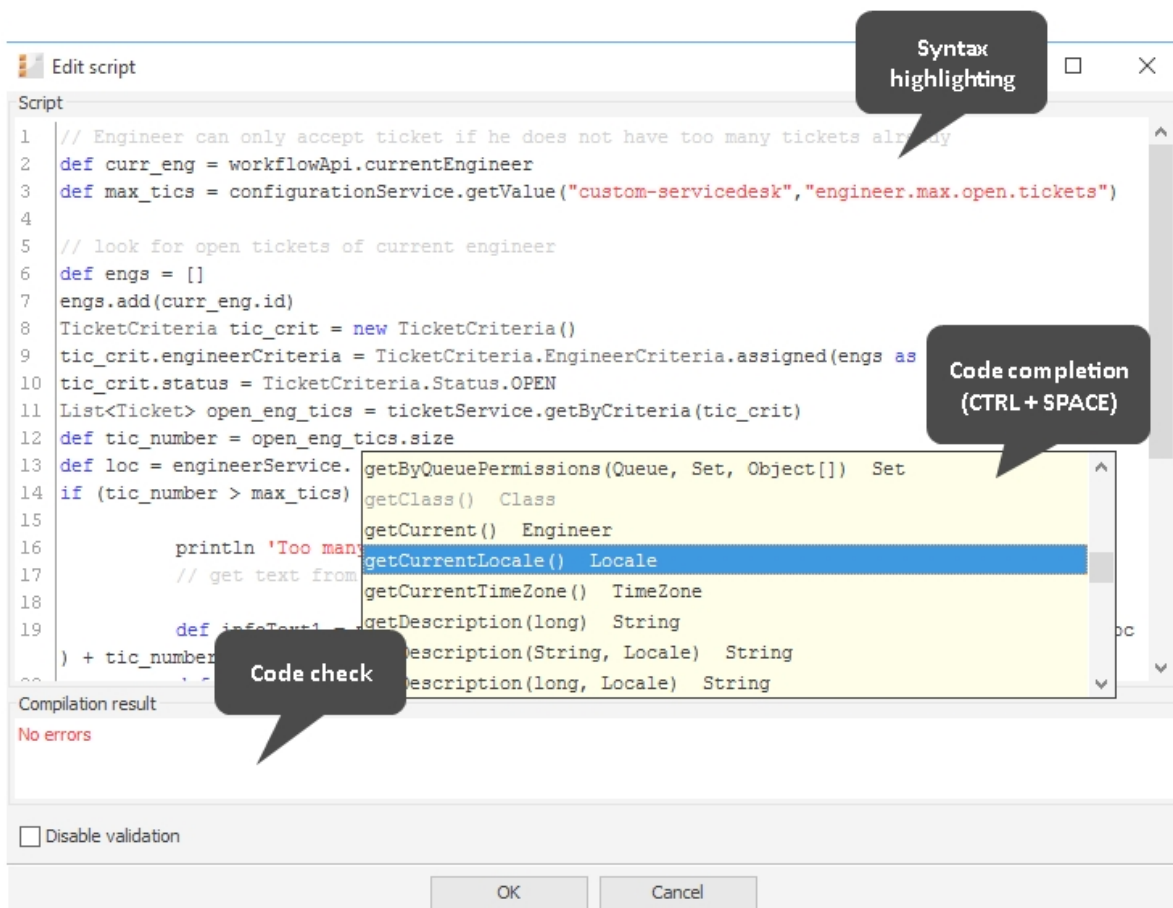 Syntax
highlighting
Edit script
Script
1 // Engineer can only accept ticket if he does not have too many tickets already
2 def curr_eng = workflowApi.currentEngineer
3 def max_tics = configurationService.getValue("custom-servicedesk","engineer.max.open.tickets")
4
5 // look for open tickets of current engineer
6 def engs = []
7 engs.add(curr_eng.id)
8 TicketCriteria tic_crit = new TicketCriteria()
9 tic_crit.engineerCriteria = TicketCriteria.EngineerCriteria.assigned(engs as
10 tic_crit.status = TicketCriteria.Status.OPEN
11 List<Ticket> open_eng_tics = ticketService.getByCriteria(tic_crit)
12 def tic_number = open_eng_tics.size
13 def loc = engineerService.
14 if (tic_number > max_tics)
15
16 println 'Too many
17 // get text from
18
19 def
) + tic_number
Code completion
(CTRL + SPACE)
getByQueuePermissions(Queue, Set, Object[]) Set
getClass() Class
getCurrent() Engineer
getCurrentLocale() Locale
getCurrentTimeZone() TimeZone
getDescription(long) String
Description(String, Locale) String
Description(long, Locale) String
Code check
Compilation result
No errors
Disable validation
OK Cancel